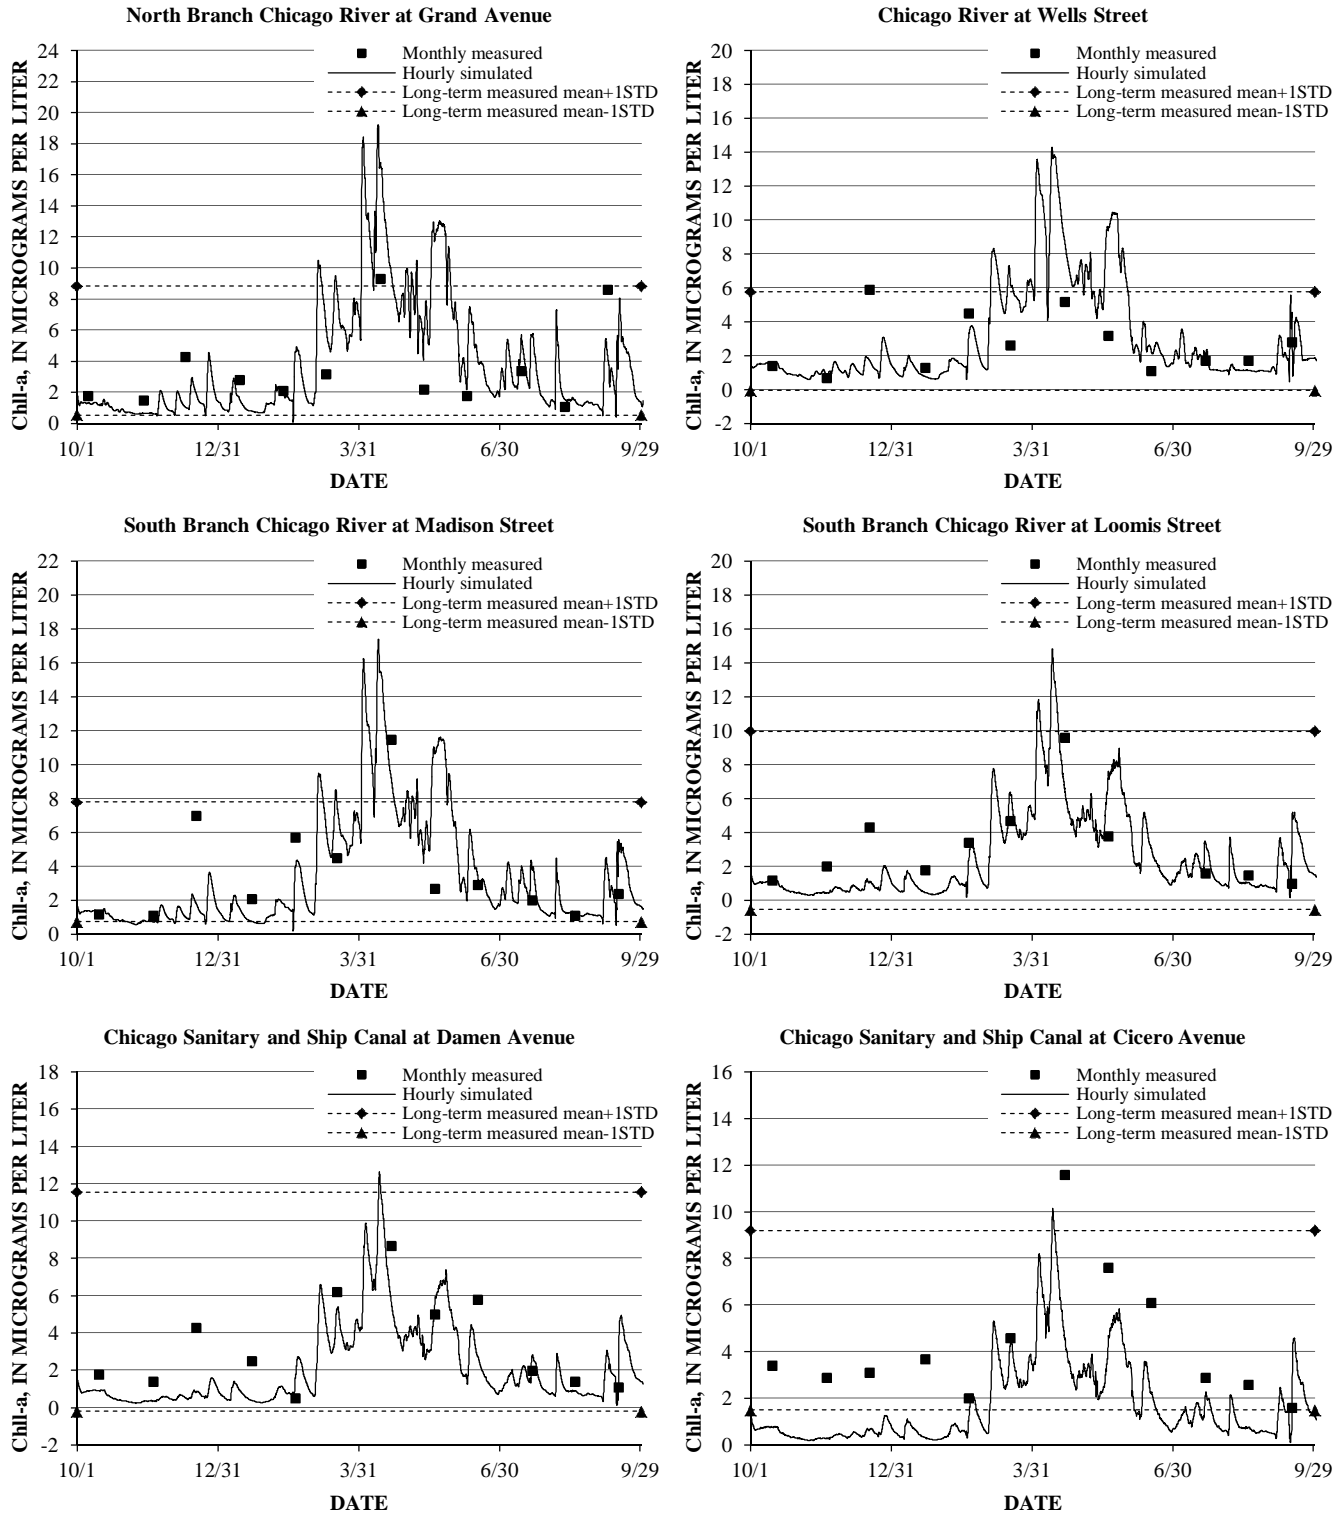 North Branch Chicago River at Grand Avenue
Chll-a, IN MICROGRAMS PER LITER
24
22
20
18
16
14
12
10
8
6
4
2
0
Monthly measured
Hourly simulated
Long-term measured mean+1STD
Long-term measured mean-1STD
10/1 12/31 3/31 6/30 9/29
DATE
Chicago River at Wells Street
Chll-a, IN MICROGRAMS PER LITER
20
18
16
14
12
10
8
6
4
2
0
-2
Monthly measured
Hourly simulated
Long-term measured mean+1STD
Long-term measured mean-1STD
10/1 12/31 3/31 6/30 9/29
DATE
South Branch Chicago River at Madison Street
Chll-a, IN MICROGRAMS PER LITER
22
20
18
16
14
12
10
8
6
4
2
0
Monthly measured
Hourly simulated
Long-term measured mean+1STD
Long-term measured mean-1STD
10/1 12/31 3/31 6/30 9/29
DATE
South Branch Chicago River at Loomis Street
Chll-a, IN MICROGRAMS PER LITER
20
18
16
14
12
10
8
6
4
2
0
-2
Monthly measured
Hourly simulated
Long-term measured mean+1STD
Long-term measured mean-1STD
10/1 12/31 3/31 6/30 9/29
DATE
Chicago Sanitary and Ship Canal at Damen Avenue
Chll-a, IN MICROGRAMS PER LITER
18
16
14
12
10
8
6
4
2
0
-2
Monthly measured
Hourly simulated
Long-term measured mean+1STD
Long-term measured mean-1STD
10/1 12/31 3/31 6/30 9/29
DATE
Chicago Sanitary and Ship Canal at Cicero Avenue
Chll-a, IN MICROGRAMS PER LITER
16
14
12
10
8
6
4
2
0
Monthly measured
Hourly simulated
Long-term measured mean+1STD
Long-term measured mean-1STD
10/1 12/31 3/31 6/30 9/29
DATE